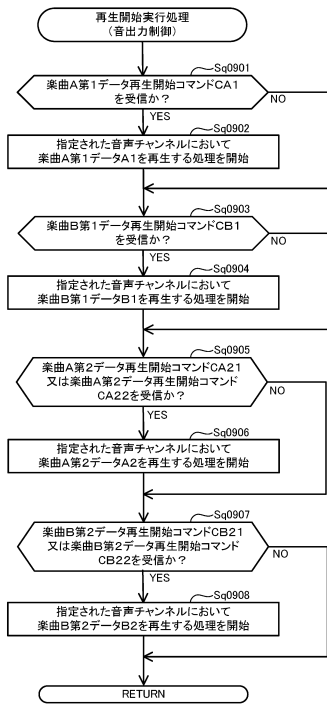 再生開始実行処理
(音出力制御)
Sq0901
楽曲A第1データ再生開始コマンドCA1
を受信か?
NO
YES
Sq0902
指定された音声チャンネルにおいて
楽曲A第1データA1を再生する処理を開始
Sq0903
楽曲B第1データ再生開始コマンドCB1
を受信か?
NO
YES
Sq0904
指定された音声チャンネルにおいて
楽曲B第1データB1を再生する処理を開始
Sq0905
楽曲A第2データ再生開始コマンドCA21
又は楽曲A第2データ再生開始コマンド
CA22を受信か?
NO
YES
Sq0906
指定された音声チャンネルにおいて
楽曲A第2データA2を再生する処理を開始
Sq0907
楽曲B第2データ再生開始コマンドCB21
又は楽曲B第2データ再生開始コマンド
CB22を受信か?
NO
YES
Sq0908
指定された音声チャンネルにおいて
楽曲B第2データB2を再生する処理を開始
RETURN